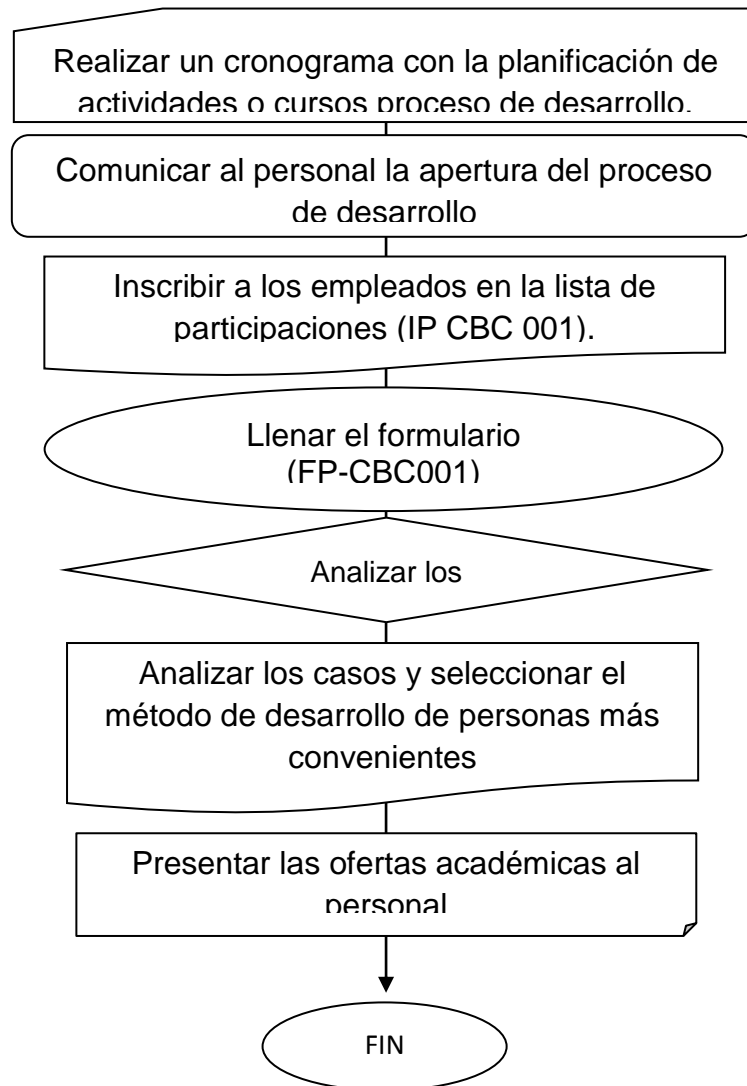 Realizar un cronograma con la planificación de
actividades o cursos proceso de desarrollo.
Comunicar al personal la apertura del proceso
de desarrollo
Inscribir a los empleados en la lista de
participaciones (IP CBC 001).
Llenar el formulario
(FP-CBC001)
Analizar los
Analizar los casos y seleccionar el
método de desarrollo de personas más
convenientes
Presentar las ofertas académicas al
personal
FIN